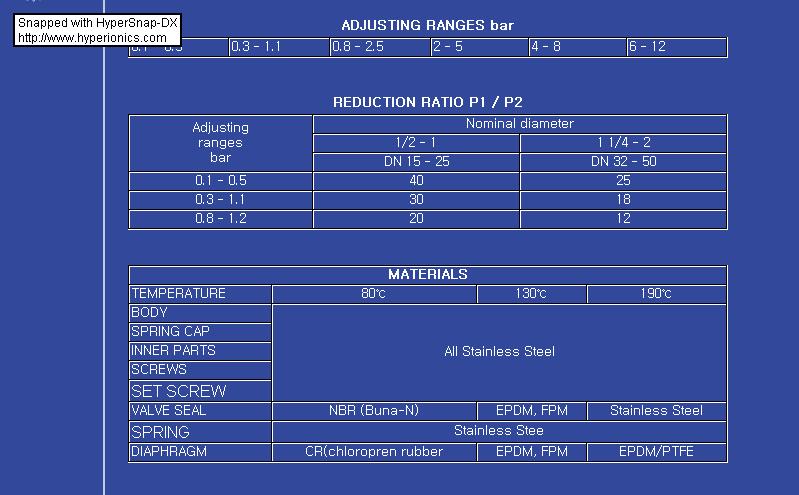 Snapped with HyperSnap-DX
http://www.hyperionics.com
ADJUSTING RANGES bar
0.3 - 1.1 0.8 - 2.5 2 - 5 4 - 8 6 - 12
REDUCTION RATIO P1 / P2
Adjusting ranges bar Nominal diameter
1/2 - 1 1 1/4 - 2
DN 15 - 25 DN 32 - 50
0.1 - 0.5 40 25
0.3 - 1.1 30 18
0.8 - 1.2 20 12
MATERIALS
TEMPERATURE 80℃ 130℃ 190℃
BODY
SPRING CAP
INNER PARTS All Stainless Steel
SCREWS
SET SCREW
VALVE SEAL NBR (Buna-N) EPDM, FPM Stainless Steel
SPRING Stainless Stee
DIAPHRAGM CR(chloropren rubber EPDM, FPM EPDM/PTFE